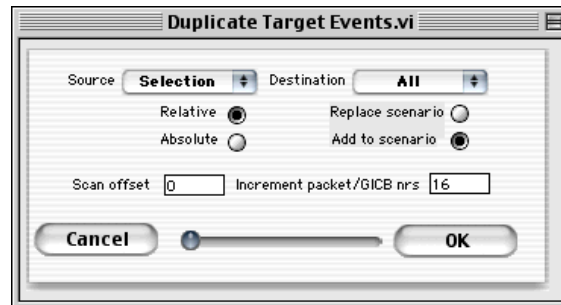 Duplicate Target Events.vi
Source Selection Destination All
Relative Replace scenario
Absolute Add to scenario
Scan offset 0 Increment packet/GICB nrs 16
Cancel OK